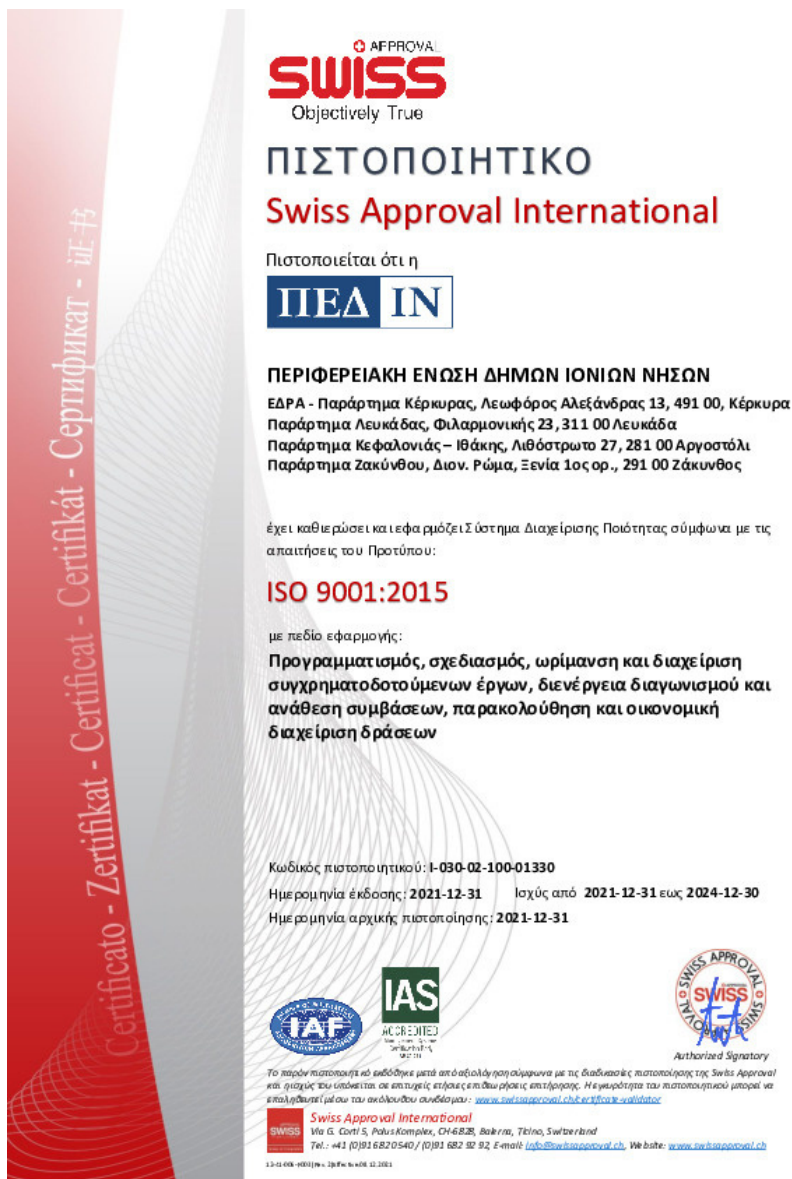 APPROVAL
SWISS
Objectively True
ΠΙΣΤΟΠΟΙΗΤΙΚΟ
Swiss Approval International
Πιστοποιείται ότι η
ΠΕΔ ΙΝ
ΠΕΡΙΦΕΡΕΙΑΚΗ ΕΝΩΣΗ ΔΗΜΩΝ ΙΟΝΙΩΝ ΝΗΣΩΝ
ΕΔΡΑ - Παράρτημα Κέρκυρας, Λεωφόρος Αλεξάνδρας 13, 491 00, Κέρκυρα
Παράρτημα Λευκάδας, Φιλαρμονικής 23, 311 00 Λευκάδα
Παράρτημα Κεφαλονιάς – Ιθάκης, Λιθόστρωτο 27, 281 00 Αργοστόλι
Παράρτημα Ζακύνθου, Διον. Ρώμα, Ξενία 1ος ορ., 291 00 Ζάκυνθος
έχει καθιερώσει και εφαρμόζει Σύστημα Διαχείρισης Ποιότητας σύμφωνα με τις
απαιτήσεις του Προτύπου:
ISO 9001:2015
με πεδίο εφαρμογής:
Προγραμματισμός, σχεδιασμός, ωρίμανση και διαχείριση
συγχρηματοδοτούμενων έργων, διενέργεια διαγωνισμού και
ανάθεση συμβάσεων, παρακολούθηση και οικονομική
διαχείριση δράσεων
Κωδικός πιστοποιητικού: I-030-02-100-01330
Ημερομηνία έκδοσης: 2021-12-31 Ισχύς από 2021-12-31 εως 2024-12-30
Ημερομηνία αρχικής πιστοποίησης: 2021-12-31
Certificato - Zertifikat - Certificat - Certifikát - Сертификат - 证书
IAF
IAS
ACCREDITED
SWISS APPROVAL
SWISS
Authorized Signatory
Το παρόν πιστοποιητικό εκδόθηκε μετά από αξιολόγηση σύμφωνα με τις διαδικασίες πιστοποίησης της Swiss Approval
και η ισχύς του υπόκειται σε επιτυχείς ετήσιες επιθεωρήσεις επιτήρησης. Η εγκυρότητα του πιστοποιητικού μπορεί να
επαληθευτεί μέσω του ακόλουθου συνδέσμου: www.swissapproval.ch/certificate-validator
SWISS
Swiss Approval International
Via G. Corti 5, Polus Komplex, CH-6828, Balerna, Ticino, Switzerland
Tel.: +41 (0)91 682 05 40 / (0)91 682 92 92, E-mail: info@swissapproval.ch, Website: www.swissapproval.ch